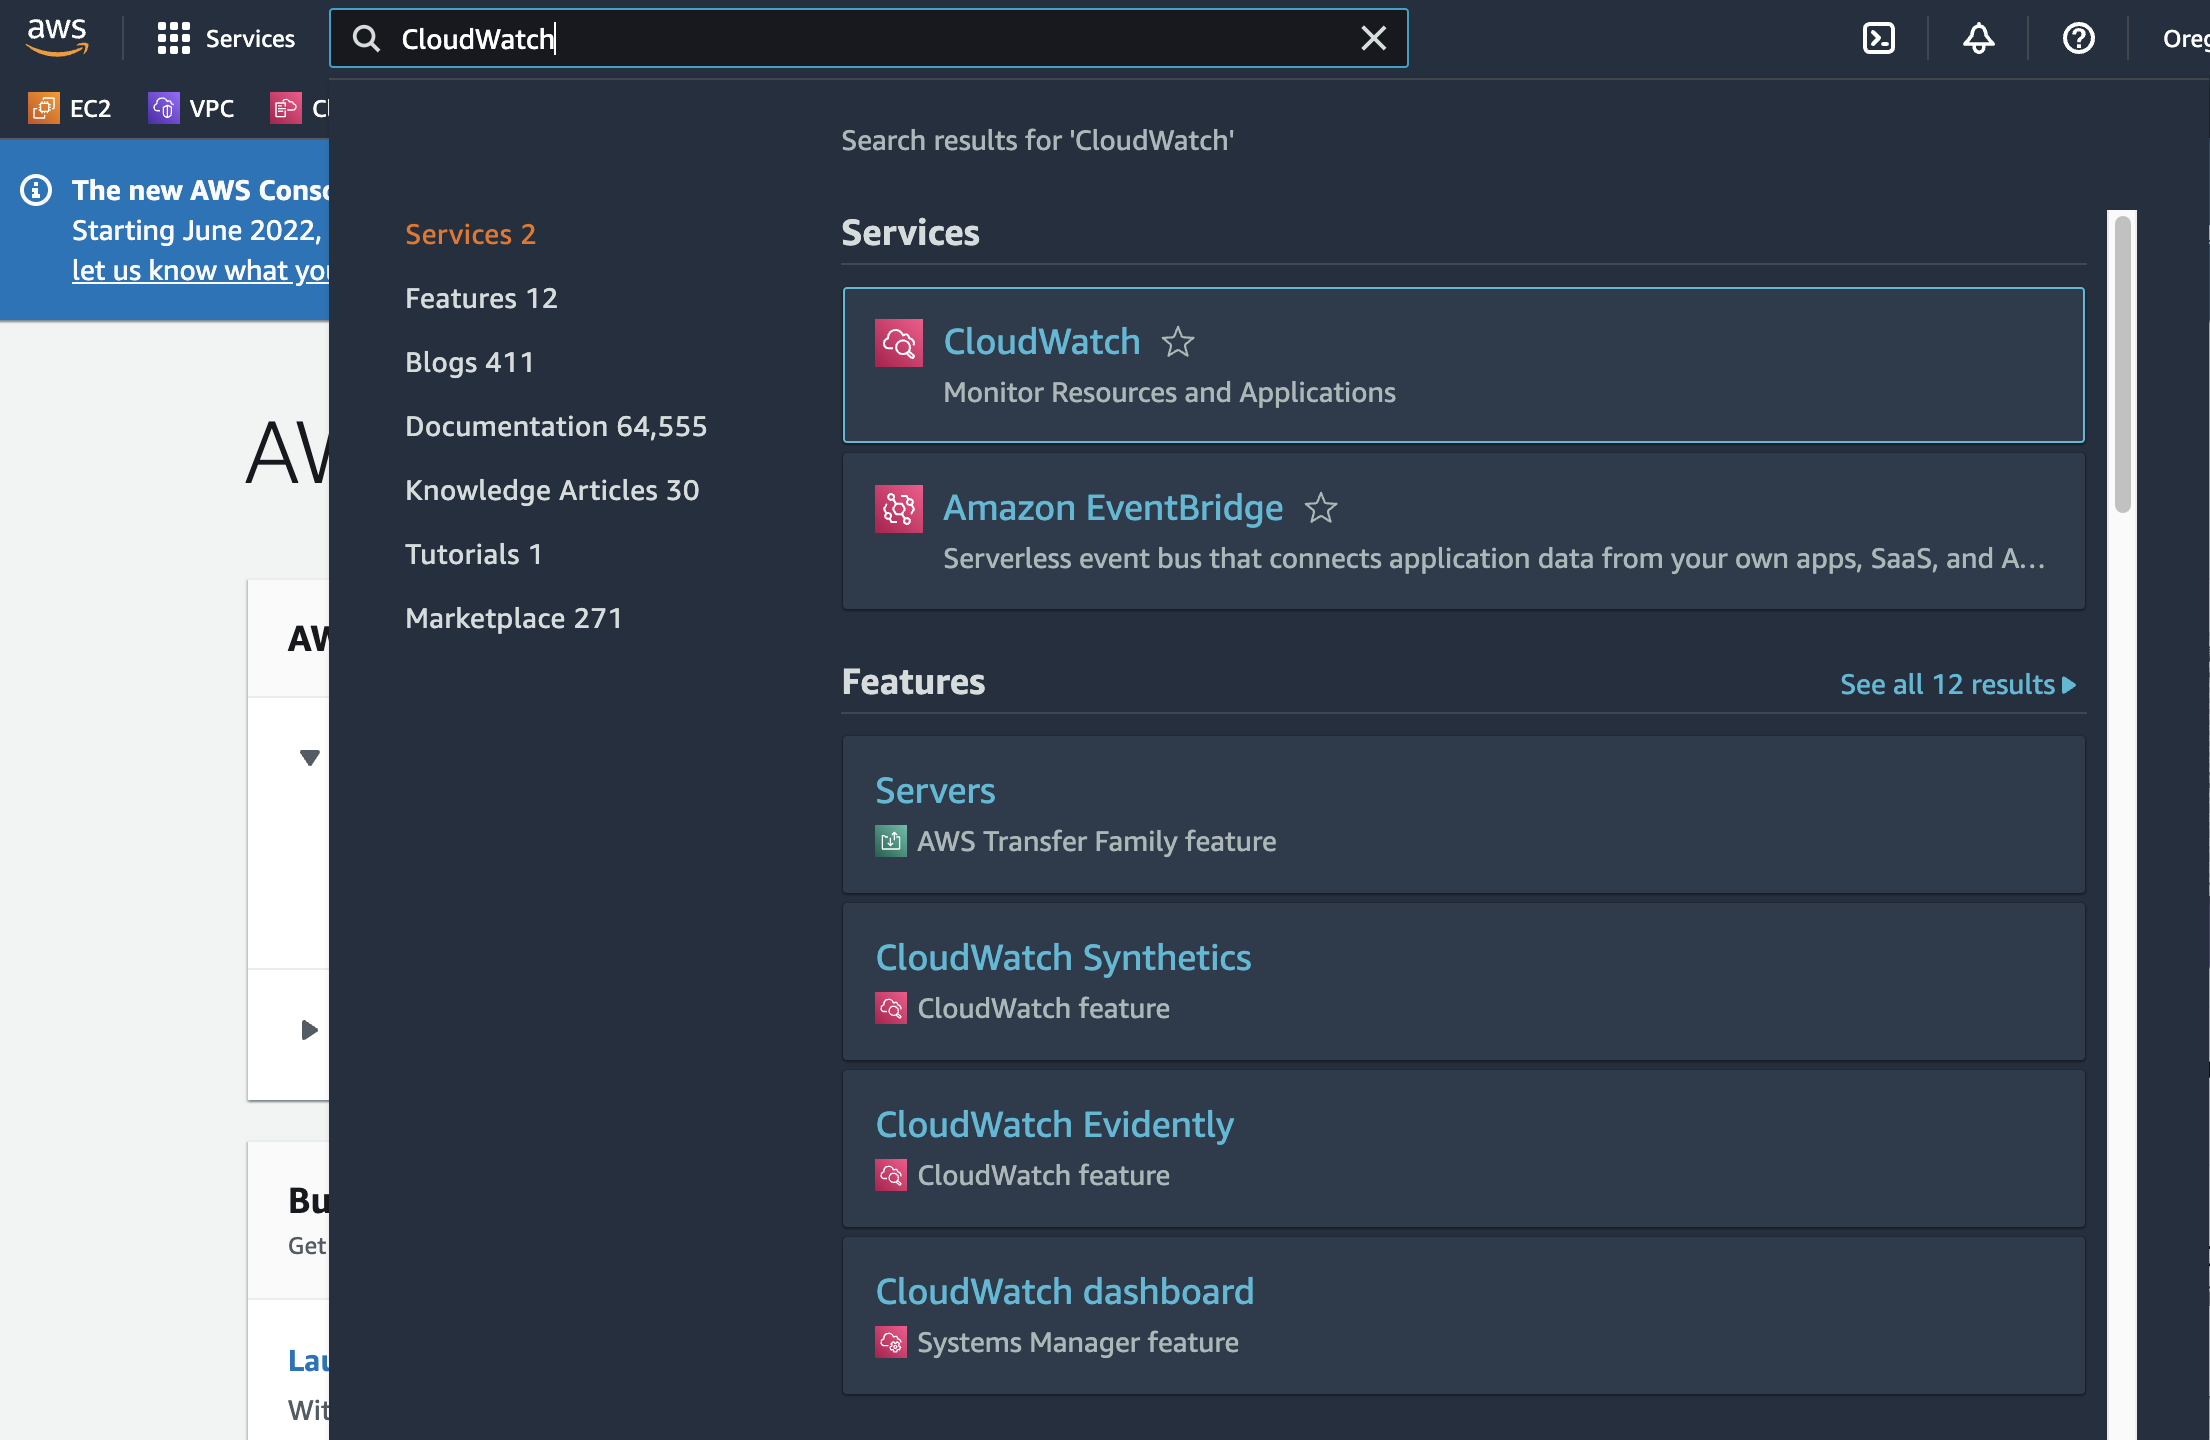 aws
Services
CloudWatch
Oreg
EC2
VPC
Cl
The new AWS Conso
Starting June 2022,
let us know what you
Search results for 'CloudWatch'
Services 2
Features 12
Blogs 411
Documentation 64,555
Knowledge Articles 30
Tutorials 1
Marketplace 271
Services
CloudWatch
Monitor Resources and Applications
Amazon EventBridge
Serverless event bus that connects application data from your own apps, SaaS, and A...
Features
See all 12 results
Servers
AWS Transfer Family feature
CloudWatch Synthetics
CloudWatch feature
CloudWatch Evidently
CloudWatch feature
CloudWatch dashboard
Systems Manager feature
AW
AW
Bu
Get
Lau
Wit